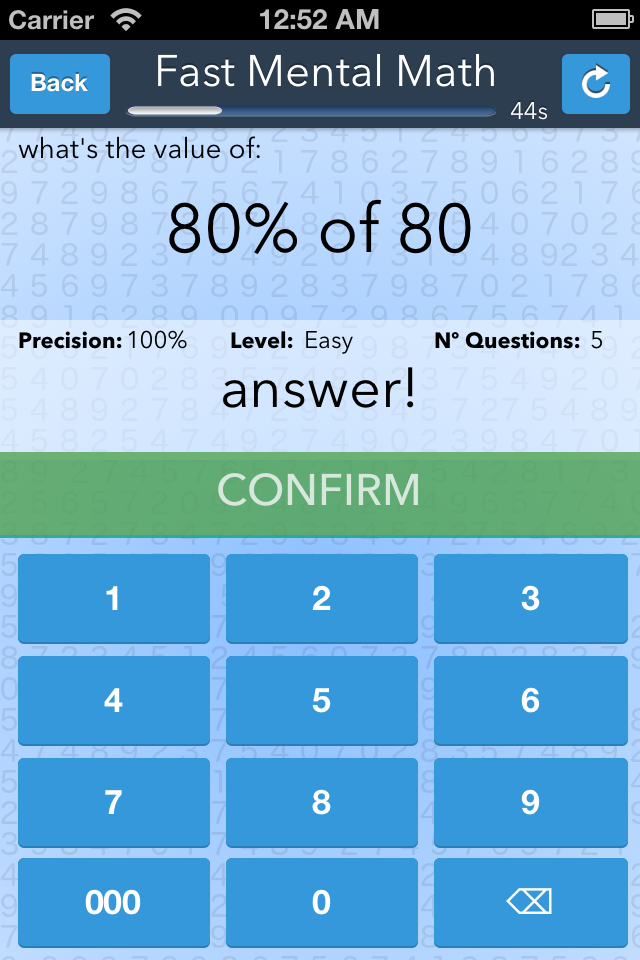 Carrier 12:52 AM
Back Fast Mental Math
44s
what's the value of:
80% of 80
Precision: 100% Level: Easy Nº Questions: 5
answer!
CONFIRM
1 2 3
4 5 6
7 8 9
000 0 ⌫